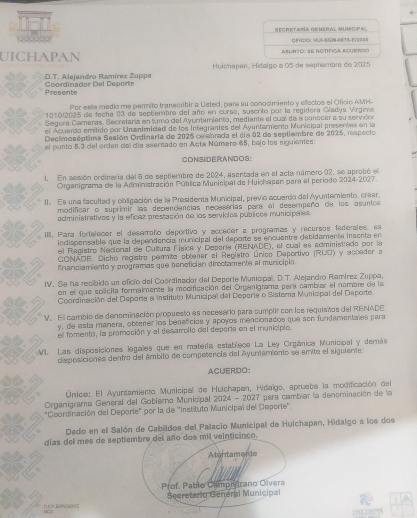 HUICHAPAN
SECRETARÍA GENERAL MUNICIPAL
ASUNTO: SE NOTIFICA ACUERDO
Huichapan, Hidalgo a 05 de septiembre de 2025
D.T. Alejandro Ramírez Zuppa
Coordinador Del Deporte
Presente
Por este medio me permito transcribir a Usted, para su conocimiento y efectos el Oficio AMH-
1010/2025 de fecha 03 de septiembre del año en curso, suscrito por la regidora Gladys Virginia
Segura Cameras, Secretaria en turno del Ayuntamiento, mediante el cual da a conocer a su servidor
el Acuerdo emitido por Unanimidad de los Integrantes del Ayuntamiento Municipal presentes en la
Decimoséptima Sesión Ordinaria de 2025 celebrada el día 02 de septiembre de 2025, respecto
al punto 5.3 del orden del día asentado en Acta 65, bajo los siguientes:
CONSIDERANDOS:
I. En sesión ordinaria del 6 de septiembre de 2024, asentada en el acta número 02, se aprobó el
Organigrama de la Administración Pública Municipal de Huichapan para el periodo 2024-2027.
II. Es una facultad y obligación de la Presidenta Municipal, previo acuerdo del Ayuntamiento, crear,
modificar o suprimir las dependencias necesarias para el desempeño de los asuntos
administrativos y la eficaz prestación de los servicios públicos municipales.
III. Para fortalecer el desarrollo deportivo y acceder a programas y recursos federales, es
indispensable que la dependencia municipal del deporte se encuentre debidamente inscrita en
el Registro Nacional de Cultura Física y Deporte (RENADE), el cual es administrado por la
CONADE. Dicho registro permite obtener el Registro Único Deportivo (RUD) y acceder a
financiamiento y programas que benefician directamente al municipio.
IV. Se ha recibido un oficio del Coordinador del Deporte Municipal, D.T. Alejandro Ramírez Zuppa,
en el que solicita formalmente la modificación del Organigrama para cambiar el nombre de la
Coordinación del Deporte a Instituto Municipal del Deporte o Sistema Municipal del Deporte.
V. El cambio de denominación propuesto es necesario para cumplir con los requisitos del RENADE
y, de esta manera, obtener los beneficios y apoyos mencionados que son fundamentales para
el fomento, la promoción y el desarrollo del deporte en el municipio.
VI. Las disposiciones legales que en materia establece La Ley Orgánica Municipal y demás
disposiciones dentro del ámbito de competencia del Ayuntamiento se emite el siguiente:
ACUERDO:
Único: El Ayuntamiento Municipal de Huichapan, Hidalgo, aprueba la modificación del
Organigrama General del Gobierno Municipal 2024 – 2027 para cambiar la denominación de la
"Coordinación del Deporte" por la de "Instituto Municipal del Deporte".
Dado en el Salón de Cabildos del Palacio Municipal de Huichapan, Hidalgo a los dos
días del mes de septiembre del año dos mil veinticinco.
Atentamente
Prof. Pablo Olvera
Secretario General Municipal